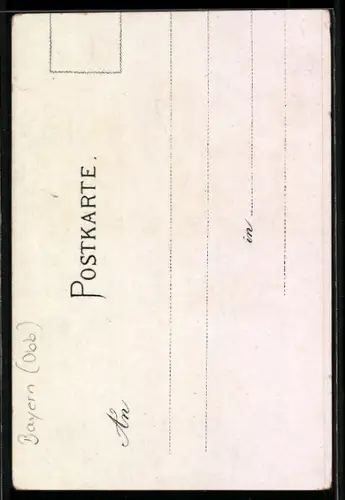 POSTKARTE.
An
in
Bayern (Obb)